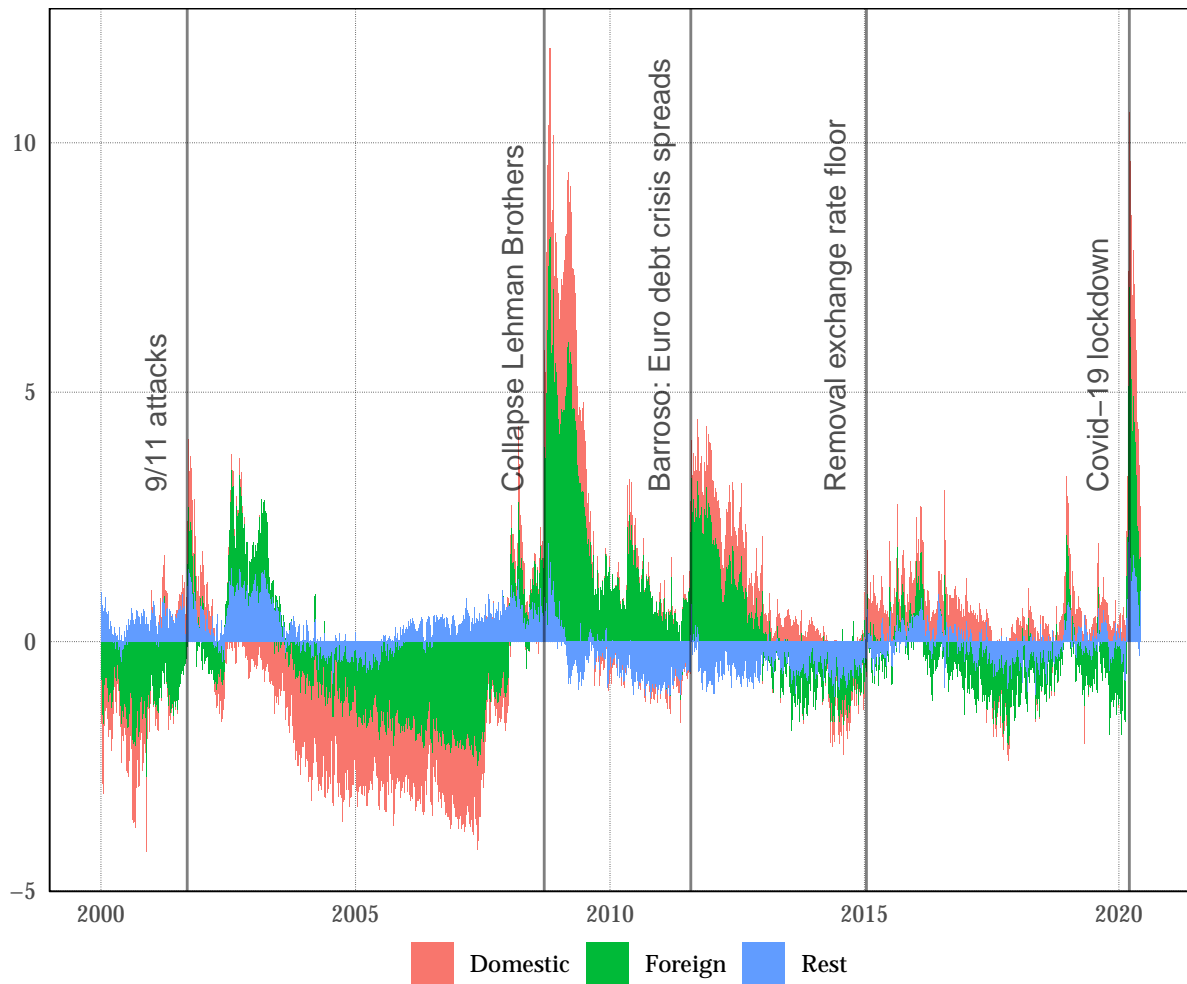 10
5
0
−5
9/11 attacks
Collapse Lehman Brothers
Barroso: Euro debt crisis spreads
Removal exchange rate floor
Covid−19 lockdown
2000
2005
2010
2015
2020
Domestic
Foreign
Rest